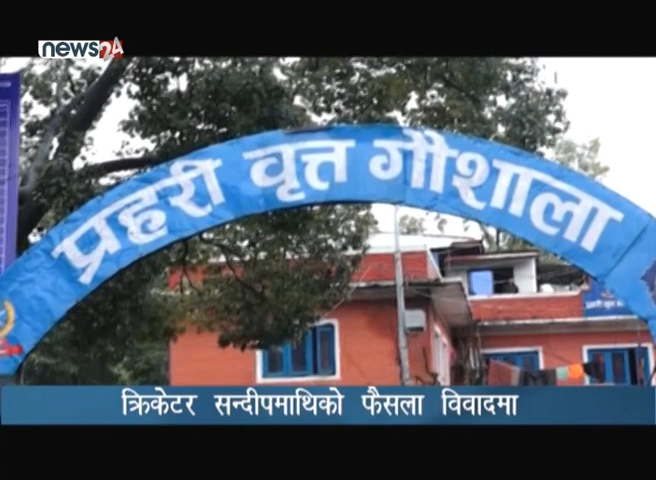 news24
प्रहरी वृत्त गौशाला
क्रिकेटर सन्दीपमाथिको फैसला विवादमा